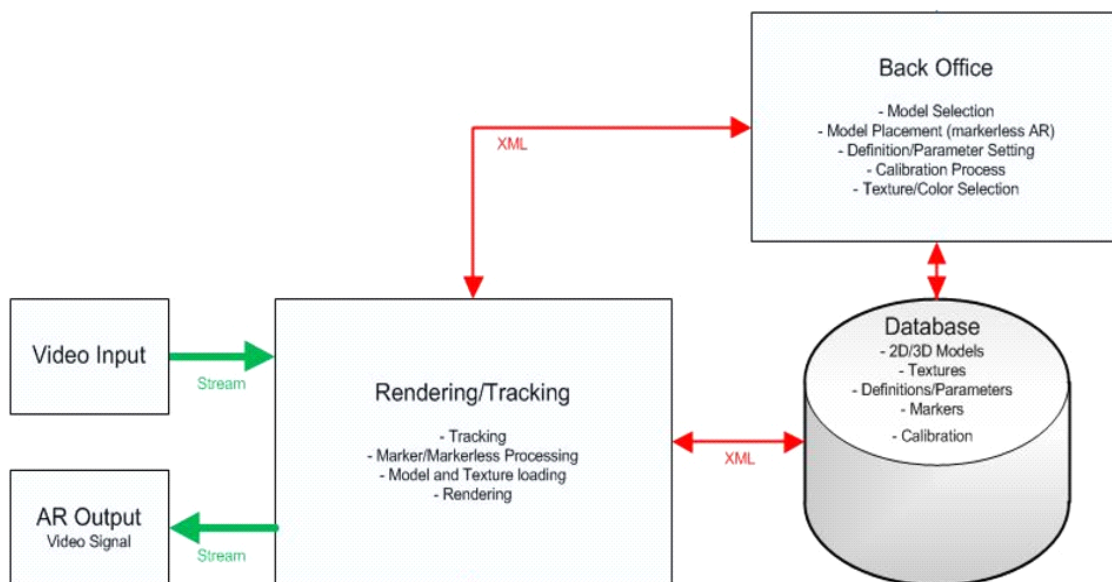 Back Office
- Model Selection
- Model Placement (markerless AR)
- Definition/Parameter Setting
- Calibration Process
- Texture/Color Selection
XML
Video Input
Stream
Rendering/Tracking
- Tracking
- Marker/Markerless Processing
- Model and Texture loading
- Rendering
XML
Database
- 2D/3D Models
- Textures
- Definitions/Parameters
- Markers
- Calibration
AR Output
Video Signal
Stream